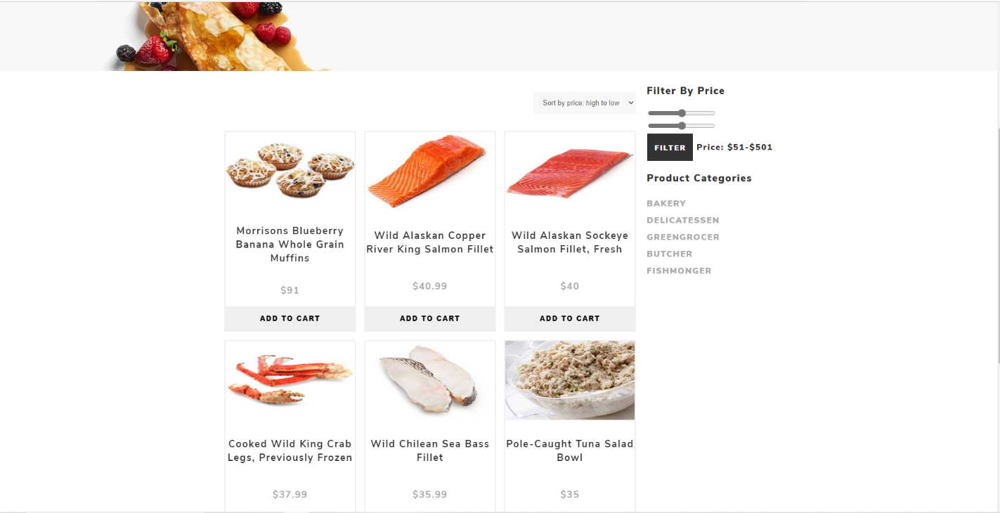 Sort by price: high to low
Filter By Price
FILTER
Price: $51-$501
Product Categories
BAKERY
DELICATESSEN
GREENGROCER
BUTCHER
FISHMONGER
Morrisons Blueberry
Banana Whole Grain
Muffins
$91
ADD TO CART
Wild Alaskan Copper
River King Salmon Fillet
$40.99
ADD TO CART
Wild Alaskan Sockeye
Salmon Fillet, Fresh
$40
ADD TO CART
Cooked Wild King Crab
Legs, Previously Frozen
$37.99
Wild Chilean Sea Bass
Fillet
$35.99
Pole-Caught Tuna Salad
Bowl
$35